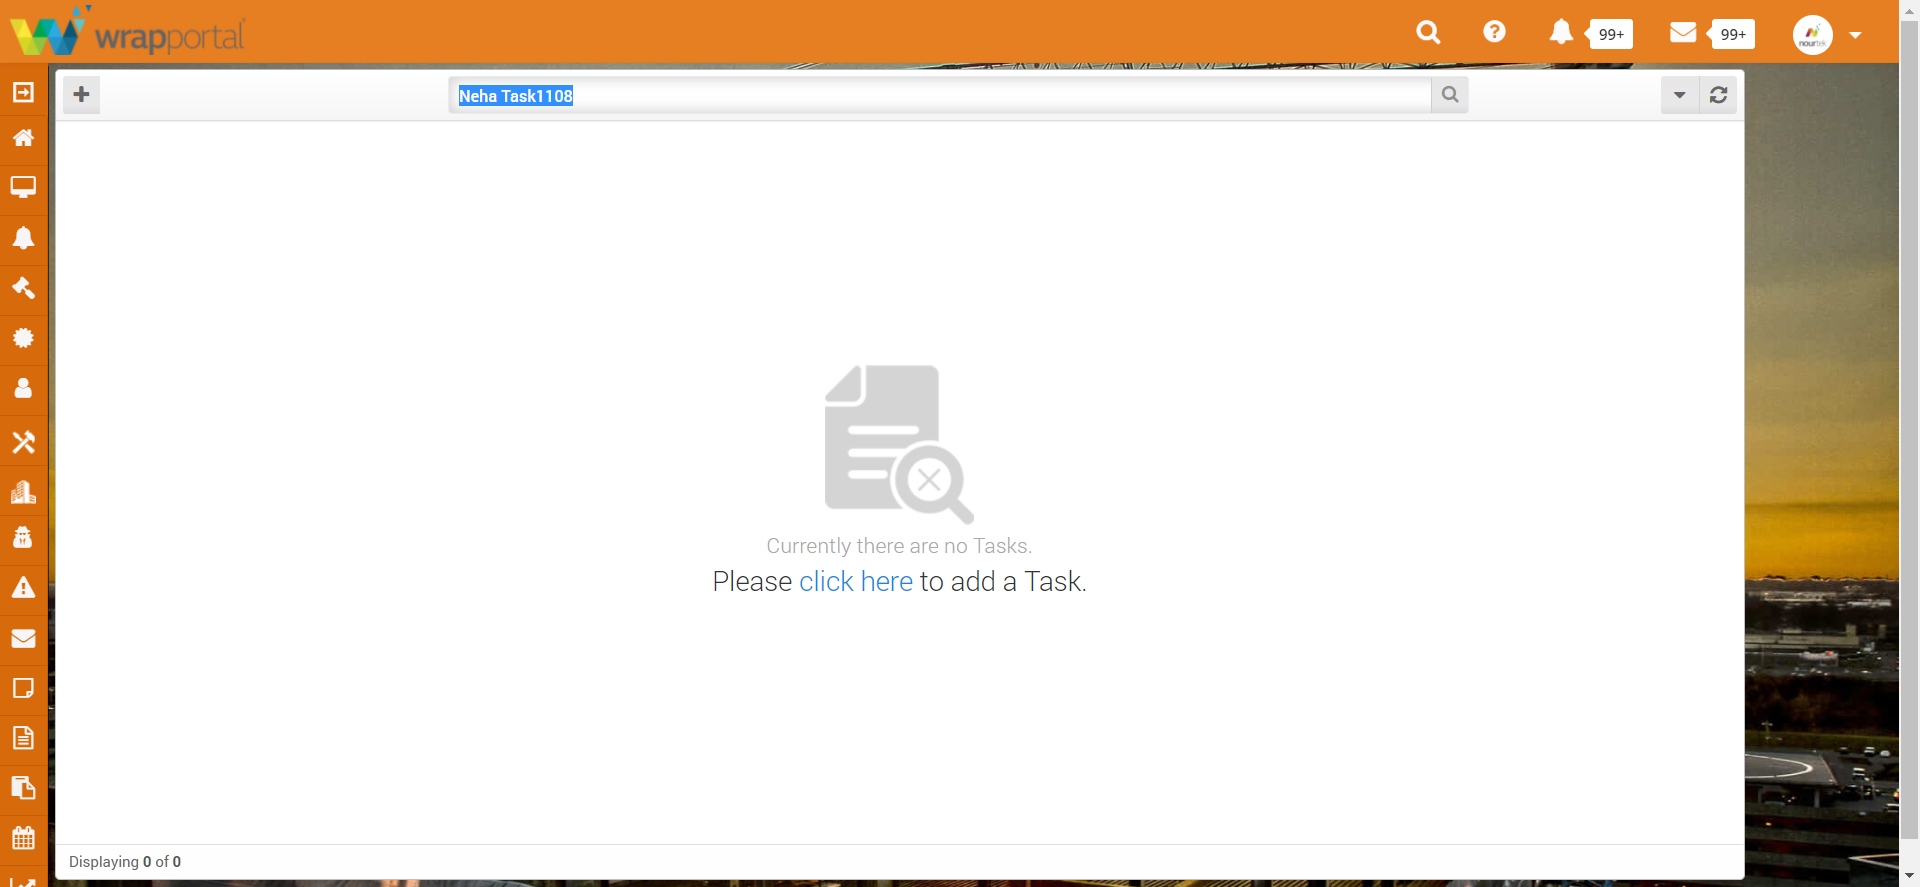 wrapportal
99+
99+
nourtek
Neha Task1108
Currently there are no Tasks.
Please click here to add a Task.
Displaying 0 of 0